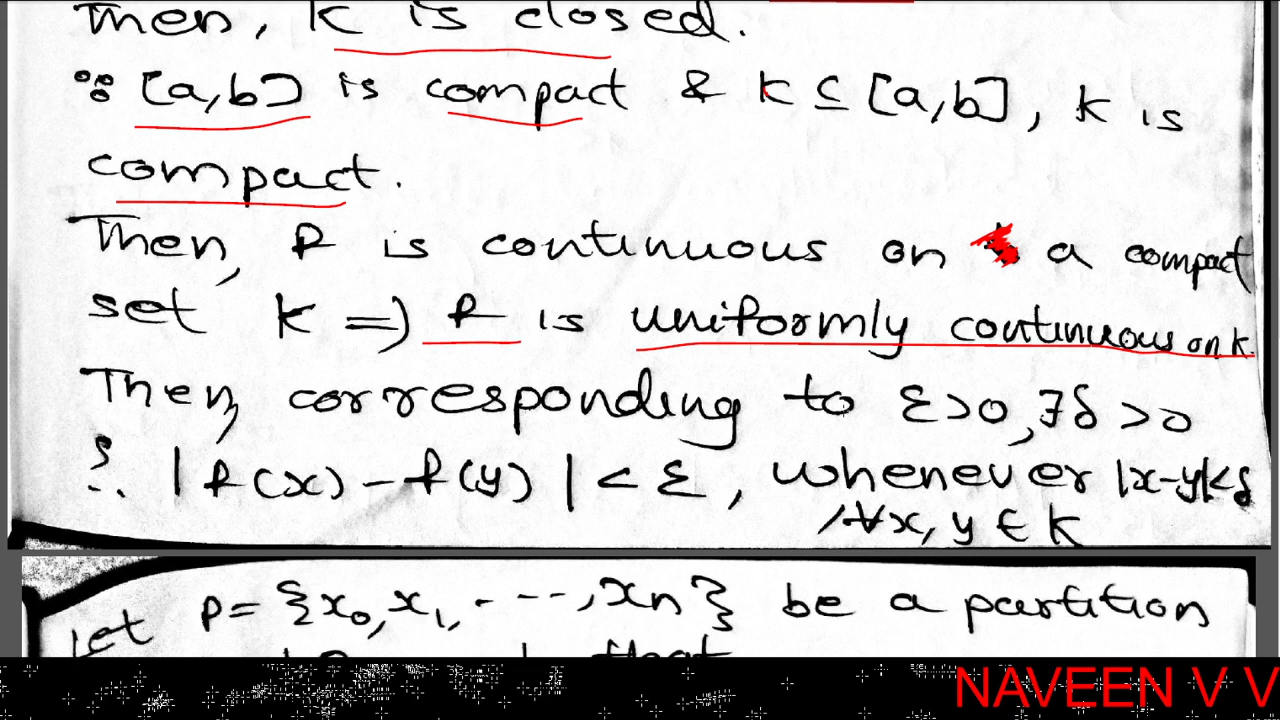 Then, K is closed.
∵ [a,b] is compact & K ⊆ [a,b], K is
compact.
Then, f is continuous on a compact
set K ⇒ f is uniformly continuous on K.
Then, corresponding to ε>0, ∃δ>0
∴ |f(x)-f(y)|<ε, whenever |x-y|<δ
, ∀x, y ∈ K
Let P = {x₀, x₁, ----, xn} be a partition
that
NAVEEN V V